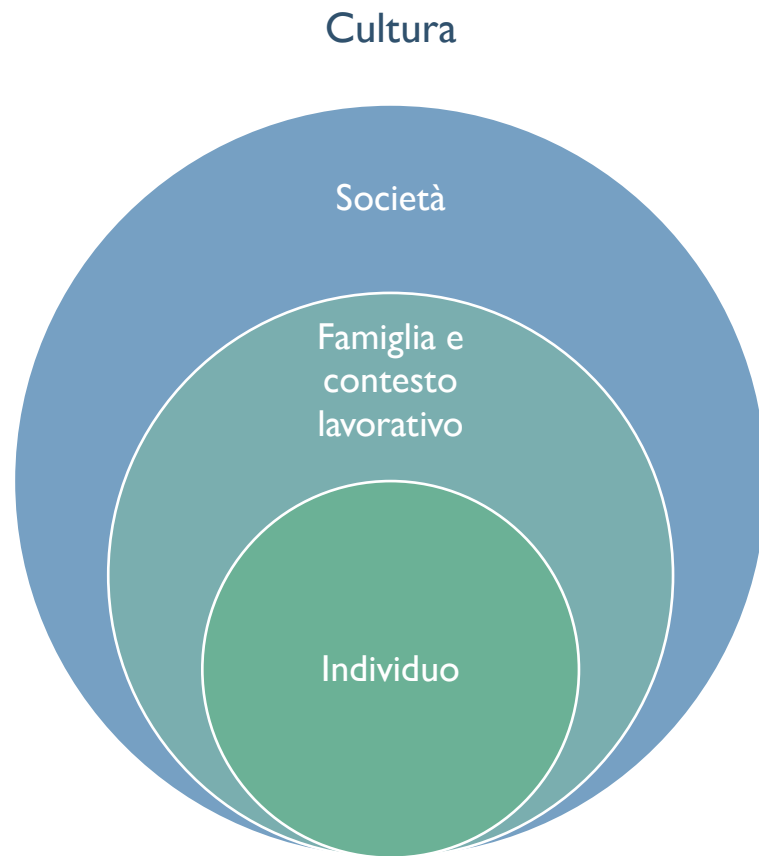 Cultura
Società
Famiglia e
contesto
lavorativo
Individuo